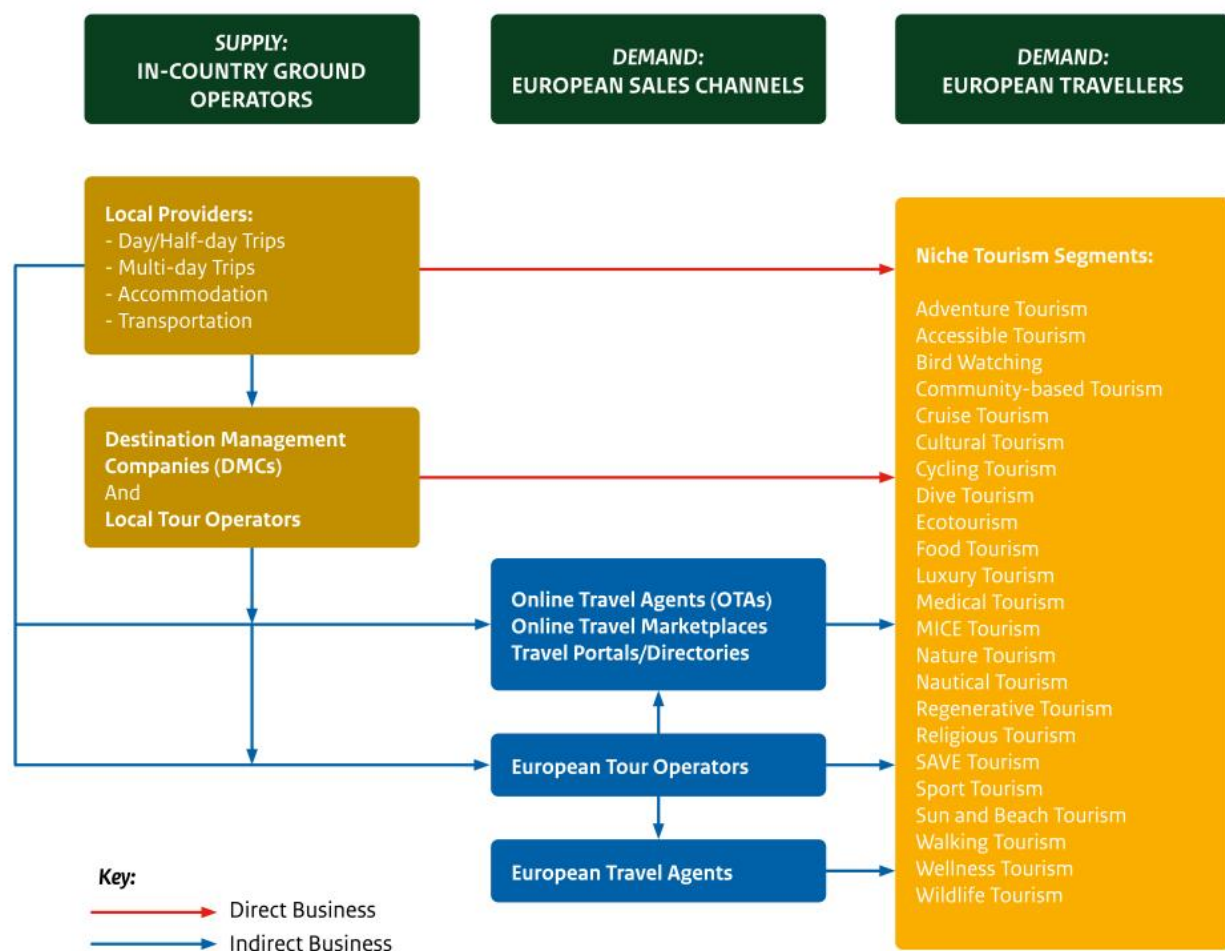 SUPPLY:
IN-COUNTRY GROUND
OPERATORS
DEMAND:
EUROPEAN SALES CHANNELS
DEMAND:
EUROPEAN TRAVELLERS
Local Providers:
- Day/Half-day Trips
- Multi-day Trips
- Accommodation
- Transportation
Destination Management
Companies (DMCs)
And
Local Tour Operators
Online Travel Agents (OTAs)
Online Travel Marketplaces
Travel Portals/Directories
European Tour Operators
European Travel Agents
Niche Tourism Segments:
Adventure Tourism
Accessible Tourism
Bird Watching
Community-based Tourism
Cruise Tourism
Cultural Tourism
Cycling Tourism
Dive Tourism
Ecotourism
Food Tourism
Luxury Tourism
Medical Tourism
MICE Tourism
Nature Tourism
Nautical Tourism
Regenerative Tourism
Religious Tourism
SAVE Tourism
Sport Tourism
Sun and Beach Tourism
Walking Tourism
Wellness Tourism
Wildlife Tourism
Key:
Direct Business
Indirect Business